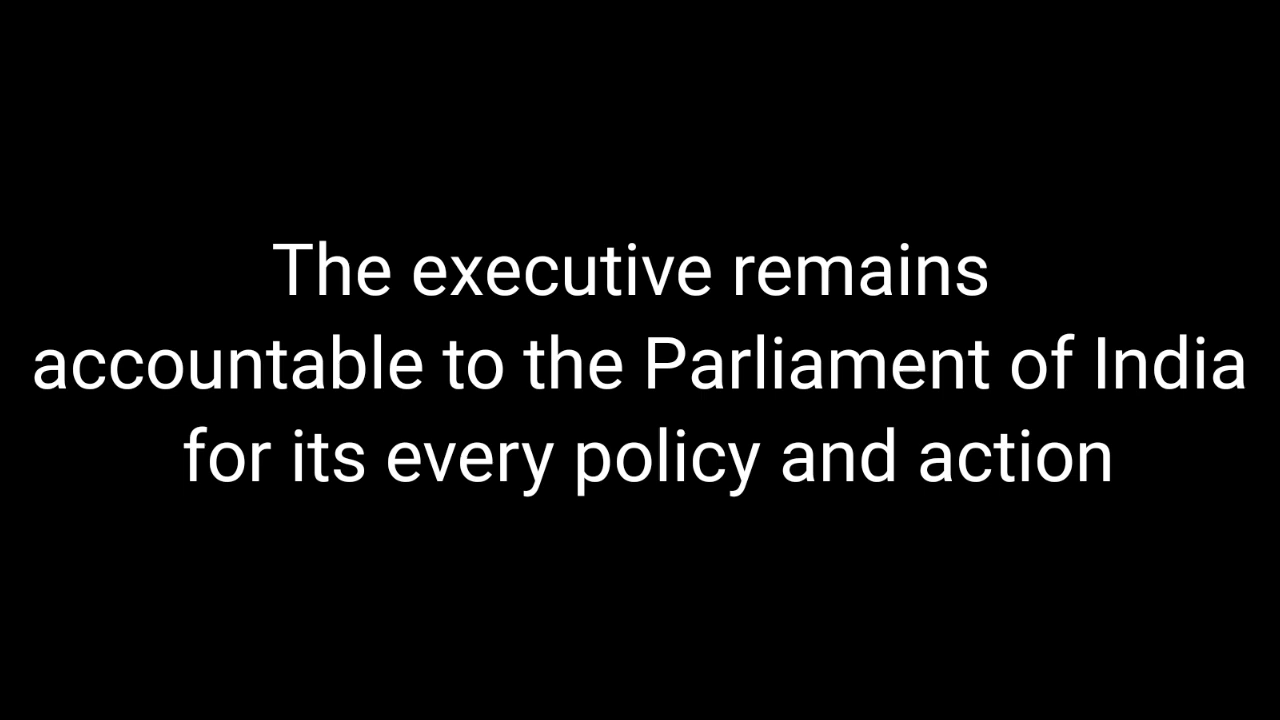 The executive remains
accountable to the Parliament of India
for its every policy and action